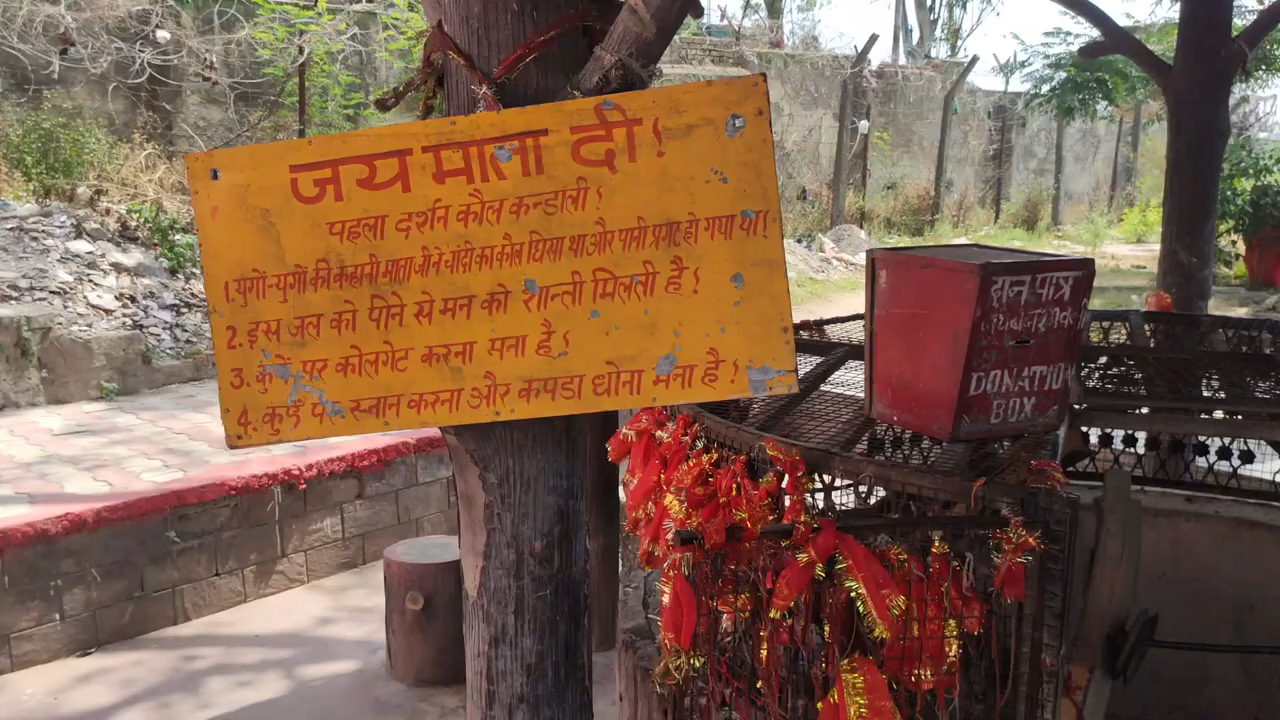 जय माता दी!
पहला दर्शन कौल कन्डाली!
1. युगों-युगों की कहानी माता जी ने चांदी का कौल घिसा था और पानी प्रगट हो गया था!
2. इस जल को पीने से मन को शान्ती मिलती है!
3. कुएँ पर कोलगेट करना मना है!
4. कुएँ पर स्नान करना और कपडा धोना मना है!
दान पात्र
DONATION
BOX